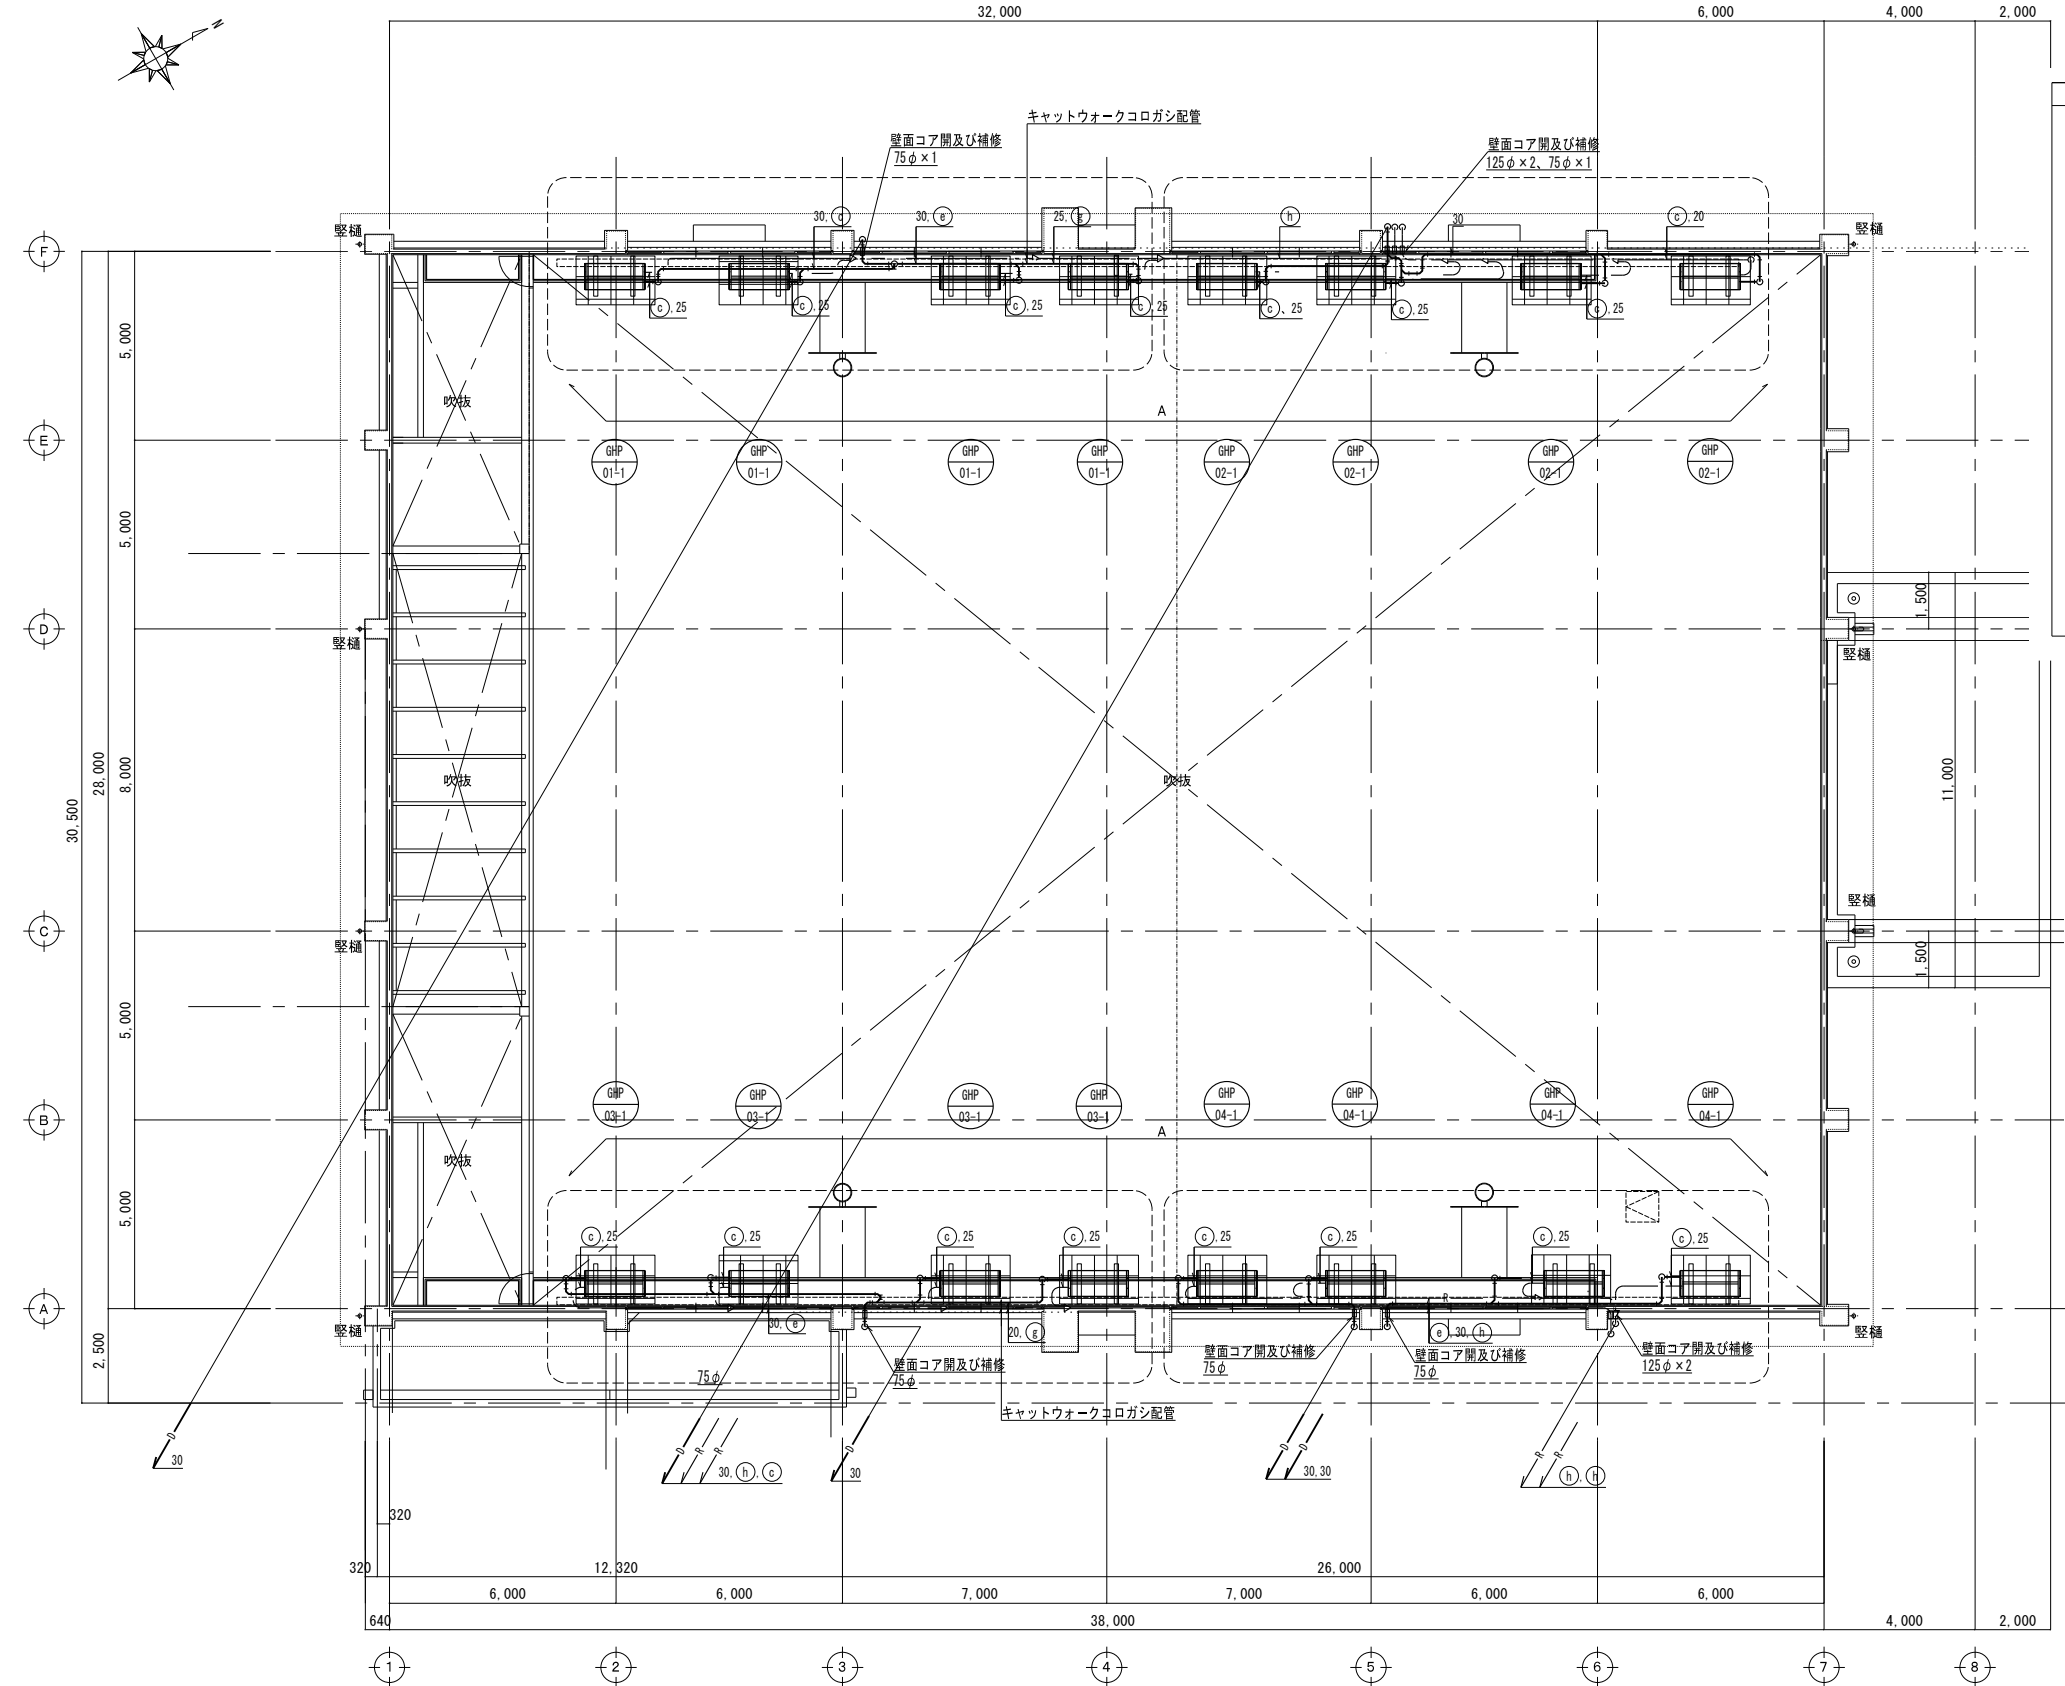 32,000
6,000
4,000
2,000
N
キャットウォークコロガシ配管
壁面コア開及び補修
75φ×1
壁面コア開及び補修
125φ×2、75φ×1
30,ⓒ
30,ⓔ
25,ⓖ
ⓗ
30
ⓒ,20
竪樋
竪樋
F
ⓒ,25
ⓒ,25
ⓒ,25
ⓒ,25
ⓒ、25
ⓒ,25
ⓒ,25
5,000
吹抜
A
E
GHP
01-1
GHP
01-1
GHP
01-1
GHP
01-1
GHP
02-1
GHP
02-1
GHP
02-1
GHP
02-1
5,000
1,500
D
竪樋
竪樋
30,500
28,000
8,000
吹抜
吹抜
11,000
竪樋
C
竪樋
1,500
5,000
B
GHP
03-1
GHP
03-1
GHP
03-1
GHP
03-1
GHP
04-1
GHP
04-1
GHP
04-1
GHP
04-1
A
吹抜
5,000
ⓒ,25
ⓒ,25
ⓒ,25
ⓒ,25
ⓒ,25
ⓒ,25
ⓒ,25
ⓒ,25
R
A
竪樋
30,ⓔ
20,ⓖ
ⓔ,30,ⓗ
竪樋
2,500
壁面コア開及び補修
75φ
壁面コア開及び補修
75φ
壁面コア開及び補修
75φ
壁面コア開及び補修
125φ×2
75φ
キャットウォークコロガシ配管
D
30
D
R
R
30,ⓗ,ⓒ
D
30
D
D
30,30
R
R
ⓗ,ⓗ
320
320
12,320
26,000
6,000
6,000
7,000
7,000
6,000
6,000
640
38,000
4,000
2,000
1
2
3
4
5
6
7
8